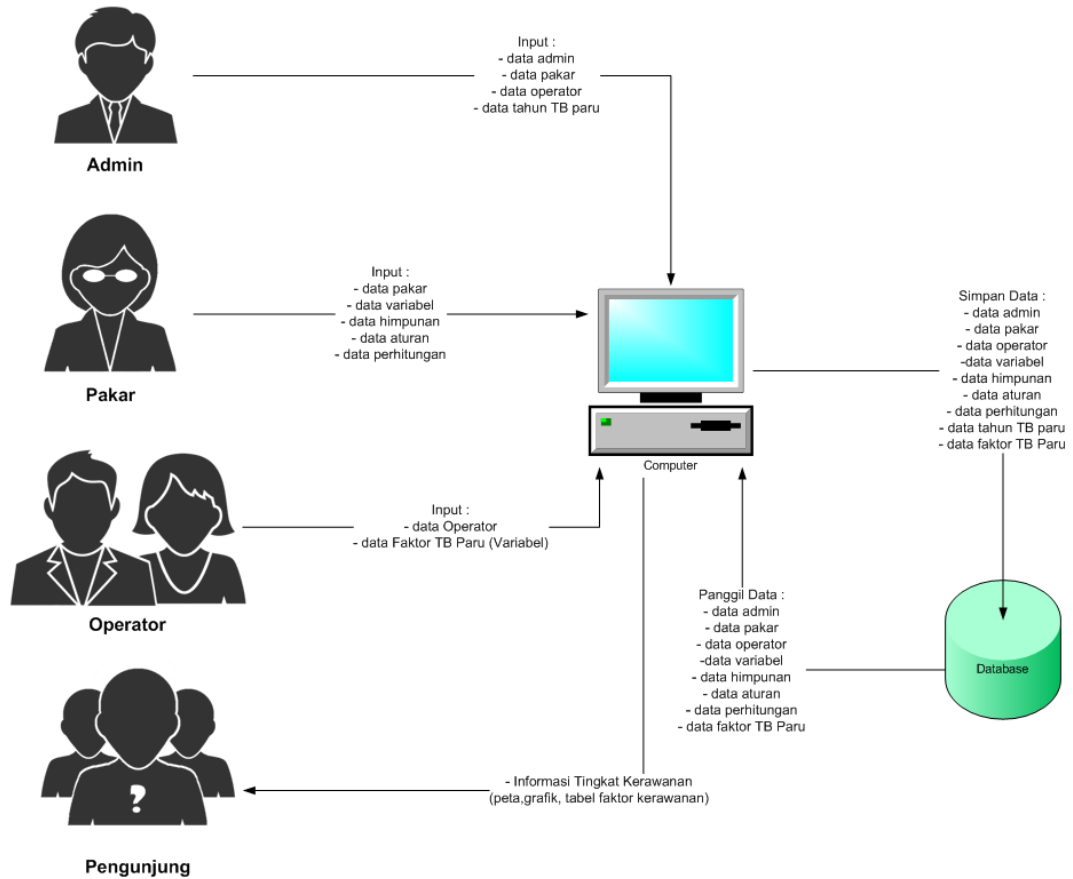 Input :
- data admin
- data pakar
- data operator
- data tahun TB paru
Admin
Input :
- data pakar
- data variabel
- data himpunan
- data aturan
- data perhitungan
Pakar
Computer
Simpan Data :
- data admin
- data pakar
- data operator
-data variabel
- data himpunan
- data aturan
- data perhitungan
- data tahun TB paru
- data faktor TB Paru
Input :
- data Operator
- data Faktor TB Paru (Variabel)
Operator
Panggil Data :
- data admin
- data pakar
- data operator
-data variabel
- data himpunan
- data aturan
- data perhitungan
- data faktor TB Paru
Database
- Informasi Tingkat Kerawanan
(peta,grafik, tabel faktor kerawanan)
?
Pengunjung